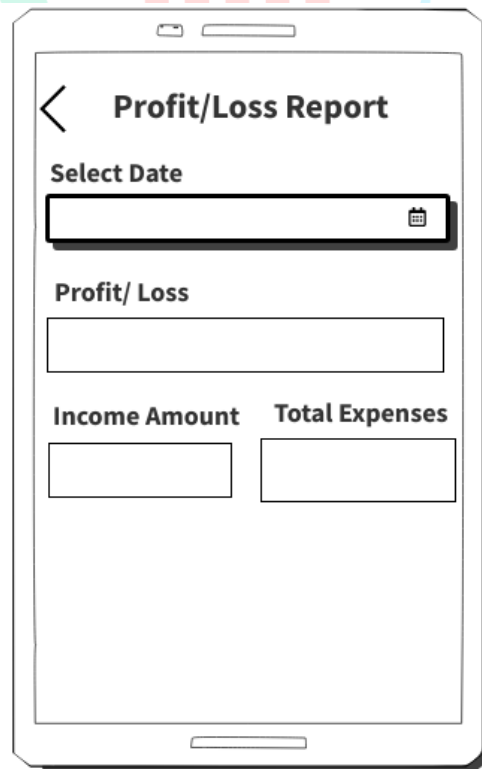 Profit/Loss Report
Select Date
Profit/ Loss
Income Amount
Total Expenses